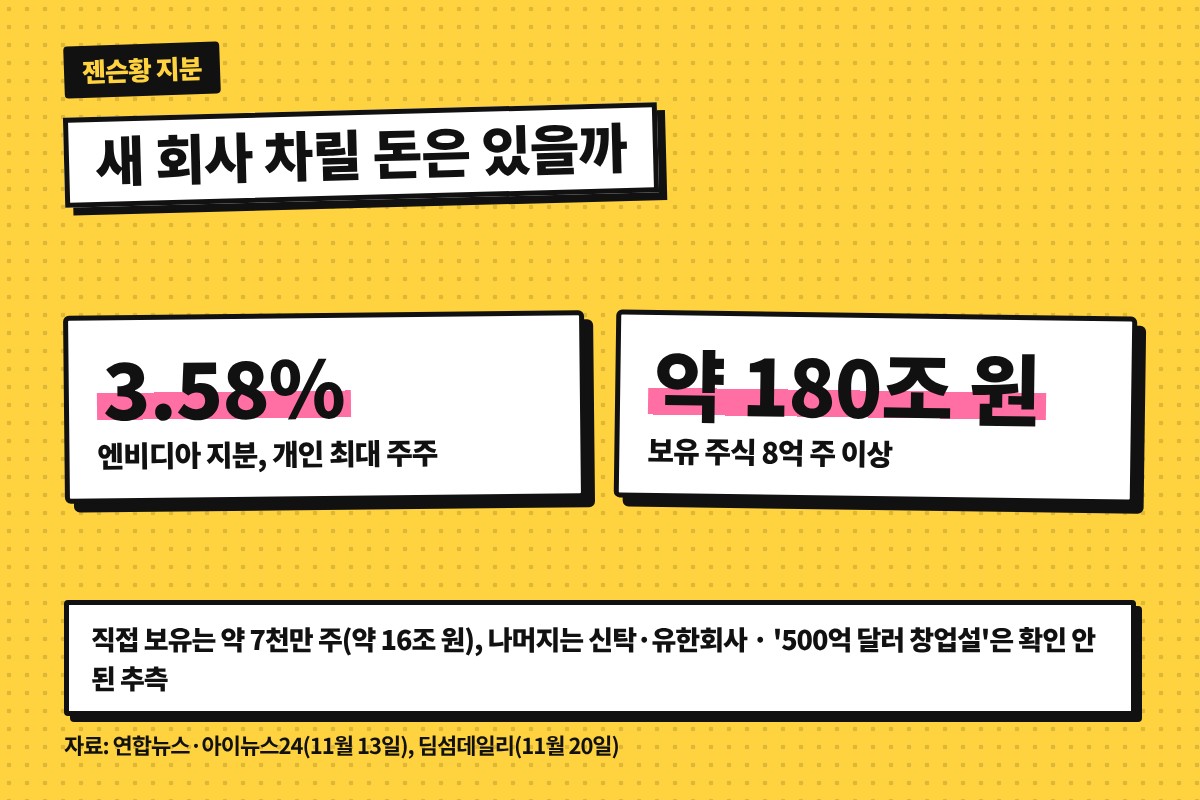 젠슨황 지분
새 회사 차릴 돈은 있을까
3.58%
엔비디아 지분, 개인 최대 주주
약 180조 원
보유 주식 8억 주 이상
직접 보유는 약 7천만 주(약 16조 원), 나머지는 신탁·유한회사 · '500억 달러 창업설'은 확인 안
된 추측
자료: 연합뉴스·아이뉴스24(11월 13일), 딤섬데일리(11월 20일)